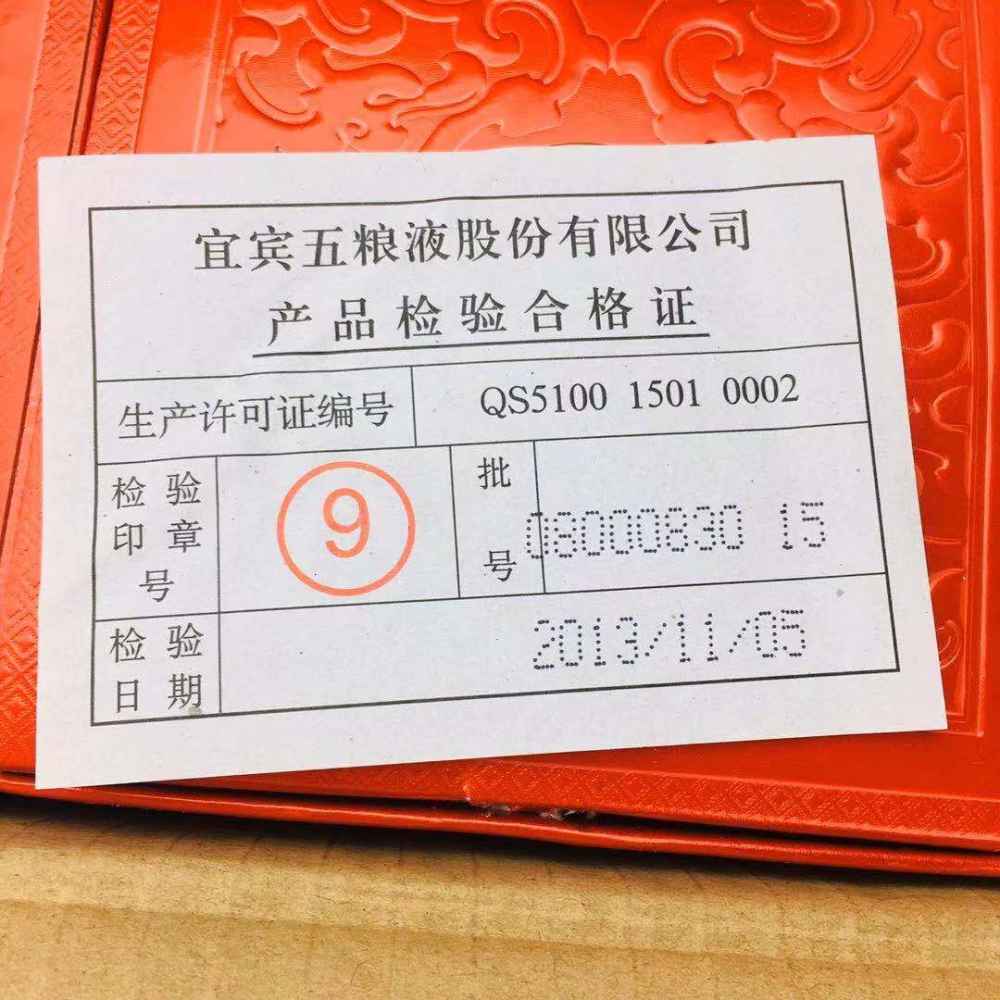 宜宾五粮液股份有限公司
产品检验合格证
生产许可证编号 QS5100 1501 0002
检验
印章
号
9
批
号
08000830 15
检验
日期
2013/11/05